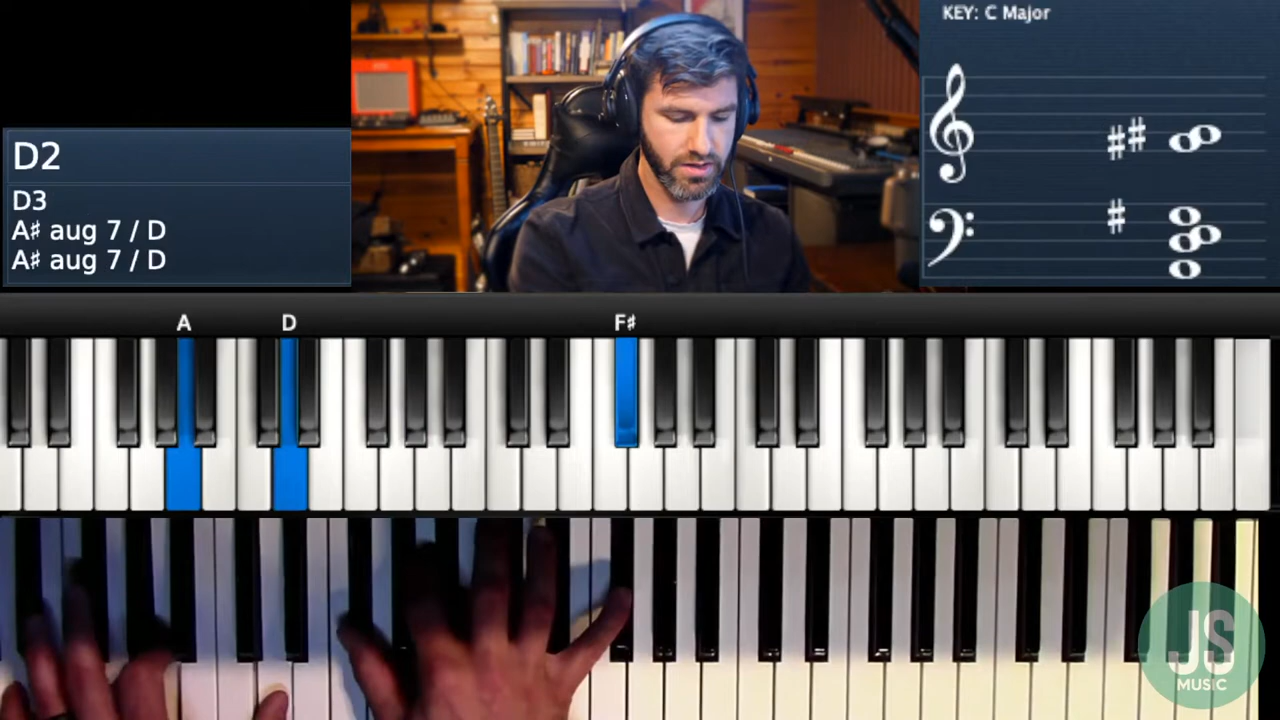 KEY: C Major
D2
D3
A♯ aug 7 / D
A♯ aug 7 / D
A D F♯
JS
MUSIC